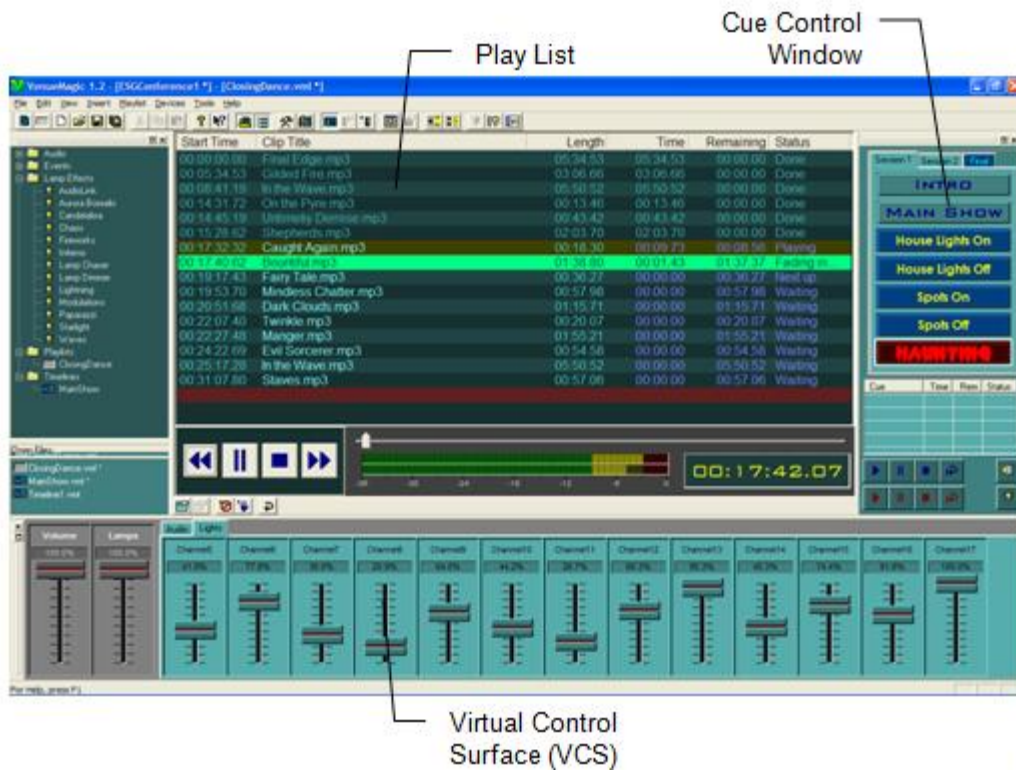 Cue Control
Window
Play List
VenueMagic 1.2 - [ESGConference1 *] - [ClosingDance.vml *]
File Edit View Insert Playlist Devices Tools Help
Start Time Clip Title Length Time Remaining Status
00:00:00.00 Final Edge.mp3 05:34.53 05:34.53 00:00.00 Done
00:05:34.53 Gilded Fire.mp3 03:06.66 03:06.66 00:00.00 Done
00:08:41.19 In the Wave.mp3 05:50.52 05:50.52 00:00.00 Done
00:14:31.72 On the Pyre.mp3 00:13.46 00:13.46 00:00.00 Done
00:14:45.19 Untimely Demise.mp3 00:43.42 00:43.42 00:00.00 Done
00:15:28.62 Shepherds.mp3 02:03.70 02:03.70 00:00.00 Done
00:17:32.32 Caught Again.mp3 00:18.30 00:09.73 00:08.56 Playing
00:17:40.62 Bountiful.mp3 01:38.80 00:01.43 01:37.37 Fading in
00:19:17.43 Fairy Tale.mp3 00:36.27 00:00.00 00:36.27 Next up
00:19:53.70 Mindless Chatter.mp3 00:57.98 00:00.00 00:57.98 Waiting
00:20:51.68 Dark Clouds.mp3 01:15.71 00:00.00 01:15.71 Waiting
00:22:07.40 Twinkle.mp3 00:20.07 00:00.00 00:20.07 Waiting
00:22:27.48 Manger.mp3 01:55.21 00:00.00 01:55.21 Waiting
00:24:22.69 Evil Sorcerer.mp3 00:54.58 00:00.00 00:54.58 Waiting
00:25:17.28 In the Wave.mp3 05:50.52 00:00.00 05:50.52 Waiting
00:31:07.80 Slaves.mp3 00:57.06 00:00.00 00:57.06 Waiting
Audio
Events
Lamp Effects
AudioLink
Aurora Borealis
Candelabra
Chaos
Fireworks
Inferno
Lamp Chaser
Lamp Dimmer
Lightning
Modulations
Paparazzi
Starlight
Waves
Playlists
ClosingDance
Timelines
MainShow
Open Files
ClosingDance.vml *
MainShow.vmt *
Timeline1.vmt
Session 1 Session 2 Final
INTRO
MAIN SHOW
House Lights On
House Lights Off
Spots On
Spots Off
HAUNTING
Cue Time Rem Status
00:17:42.07
Volume Lamps
100.0% 100.0%
Audio Lights
Channel5 Channel6 Channel7 Channel8 Channel9 Channel10 Channel11 Channel12 Channel13 Channel14 Channel15 Channel16 Channel17
For Help, press F1
Virtual Control
Surface (VCS)